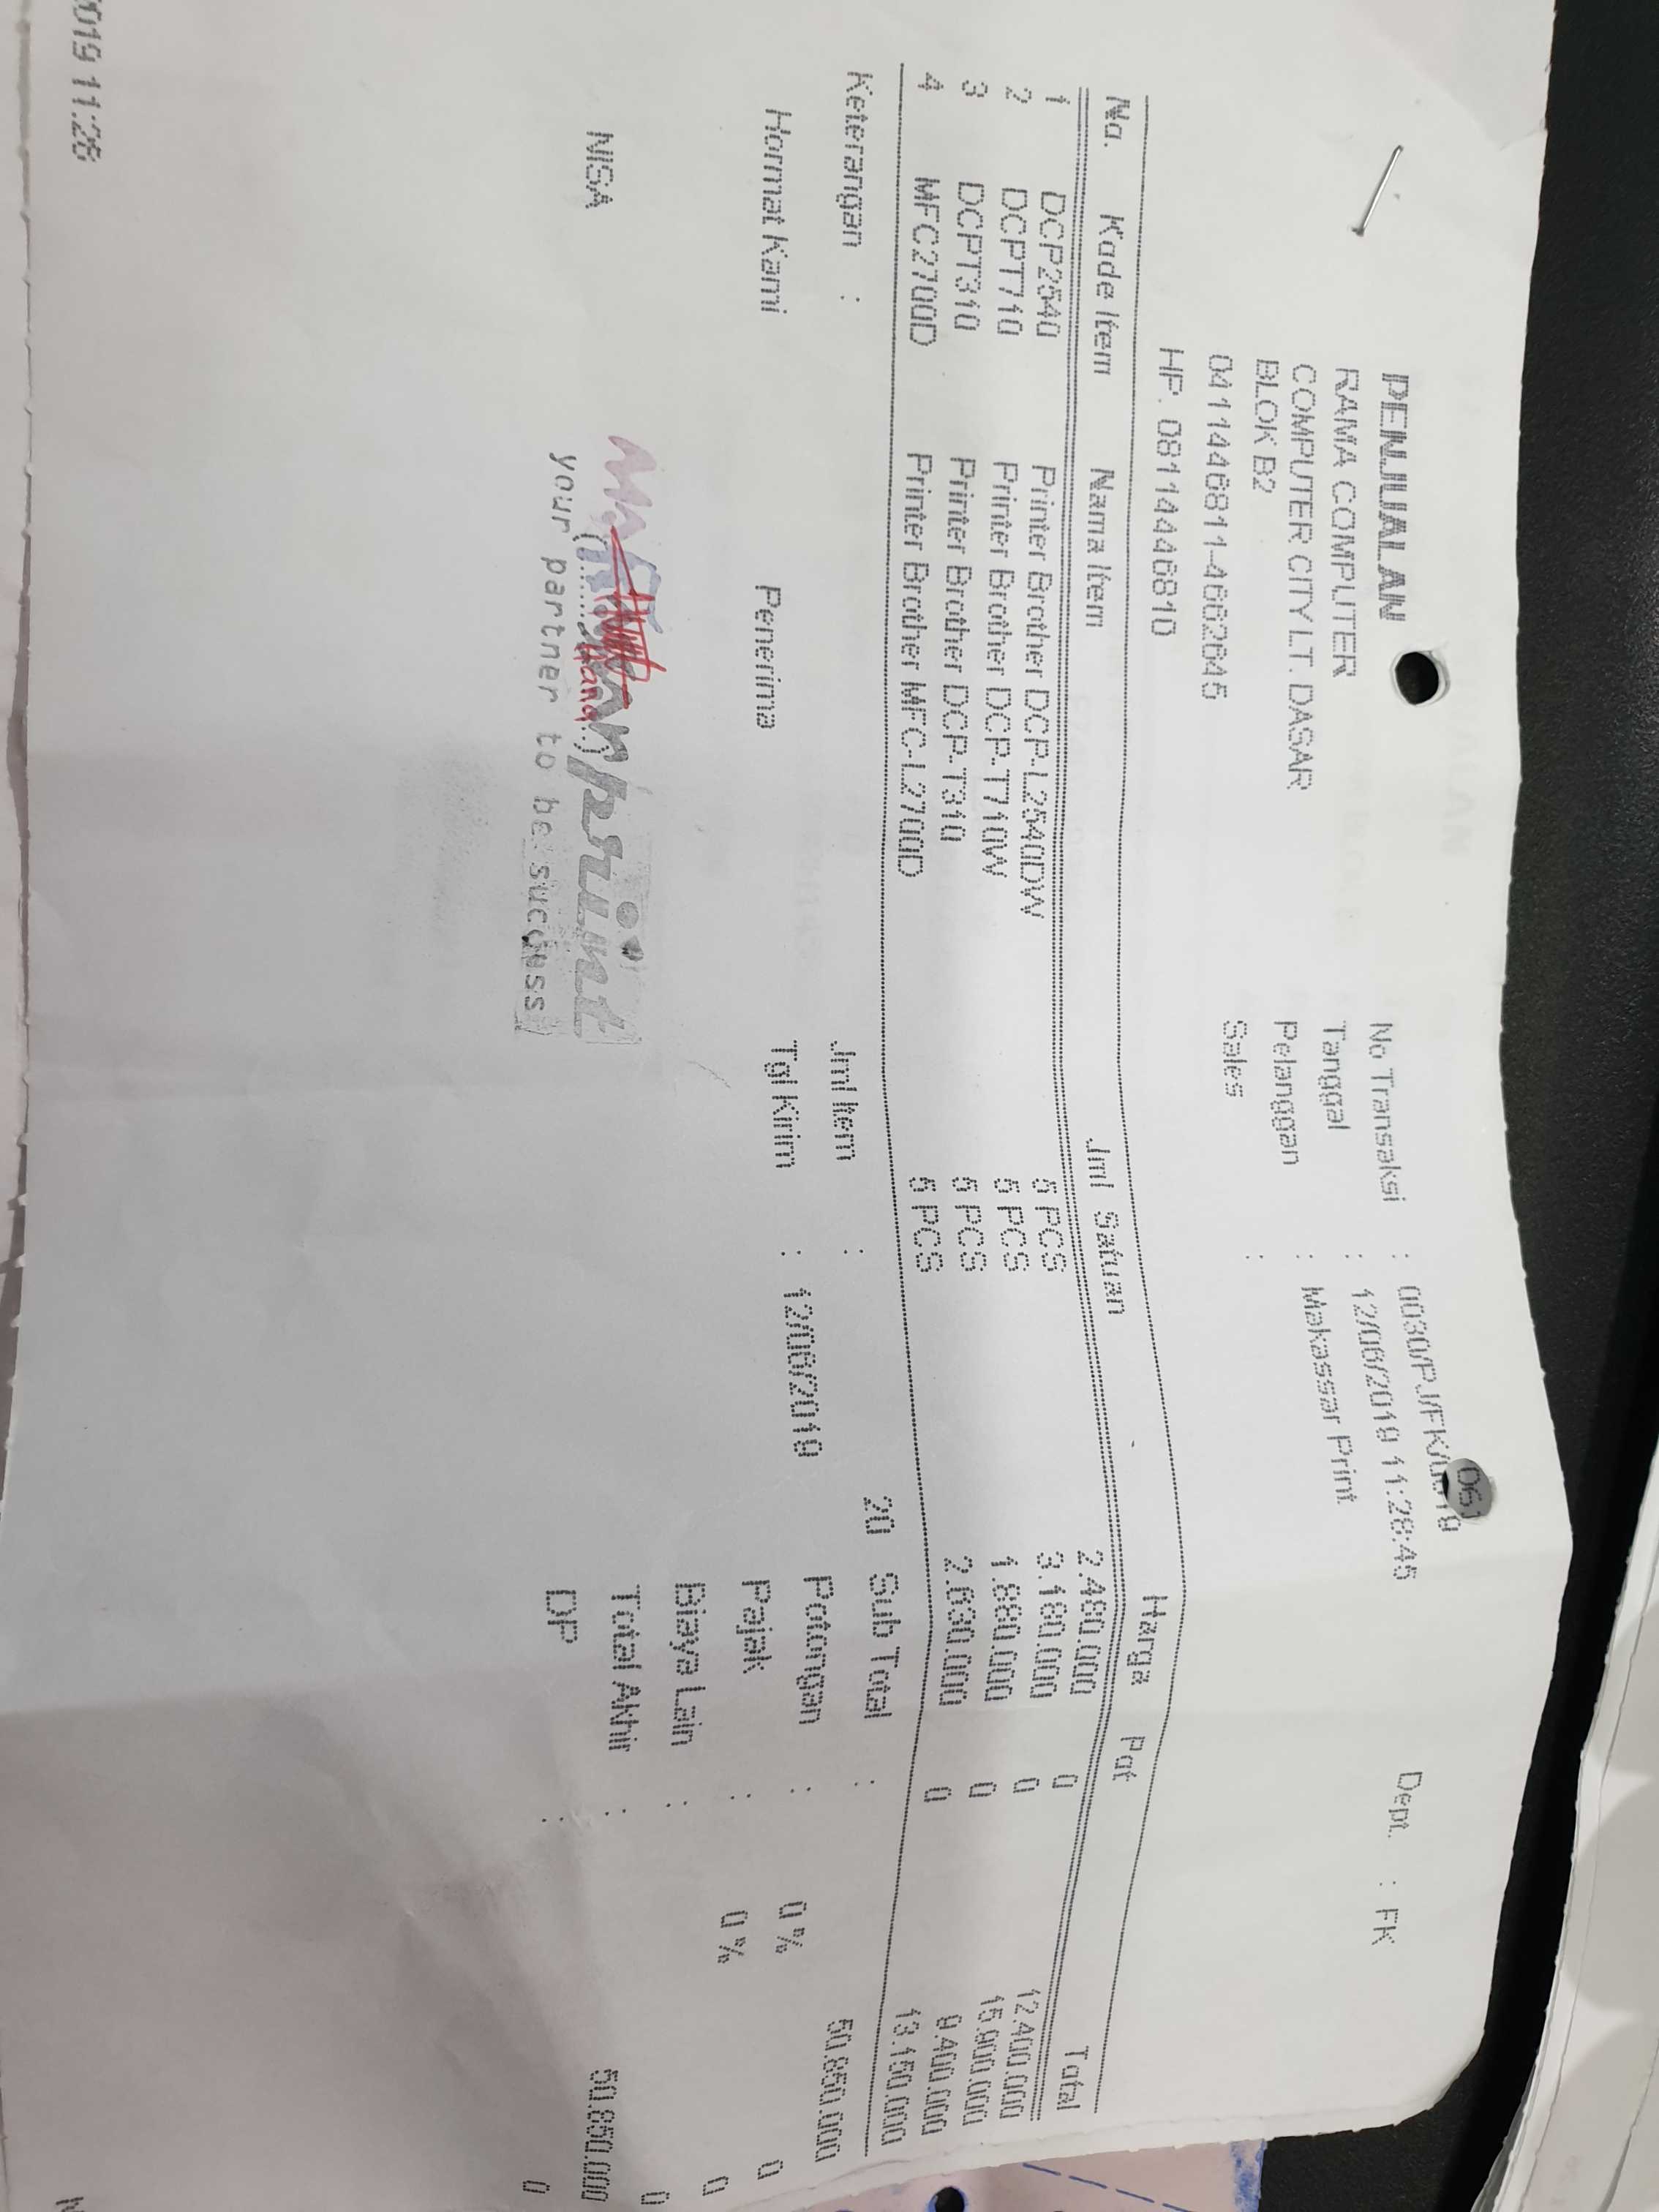 PENJUALAN
RAMA COMPUTER
COMPUTER CITY LT. DASAR
BLOK B2
0411446811-4662645
HP. 08114446810
No Transaksi : 0030/PJ/FK/0619
Tanggal : 12/06/2019 11:28:45
Pelanggan : Makassar Print
Sales :
Dept. : FK
No. Kode Item Nama Item Jml Satuan Harga Pot Total
1 DCP2540 Printer Brother DCP-L2540DW 5 PCS 2.480.000 0 12.400.000
2 DCPT710 Printer Brother DCP-T710W 5 PCS 3.180.000 0 15.900.000
3 DCPT310 Printer Brother DCP-T310 5 PCS 1.880.000 0 9.400.000
4 MFC2700D Printer Brother MFC-L2700D 5 PCS 2.630.000 0 13.150.000
Keterangan : Jml Item : 20 Sub Total : 50.850.000
Potongan : 0 % 0
Hormat Kami Penerima Tgl Kirim : 12/06/2019 Pajak : 0 % 0
Biaya Lain : 0
NISA Total Akhir : 50.850.000
DP : 0
print
your partner to be success
2019 11:28